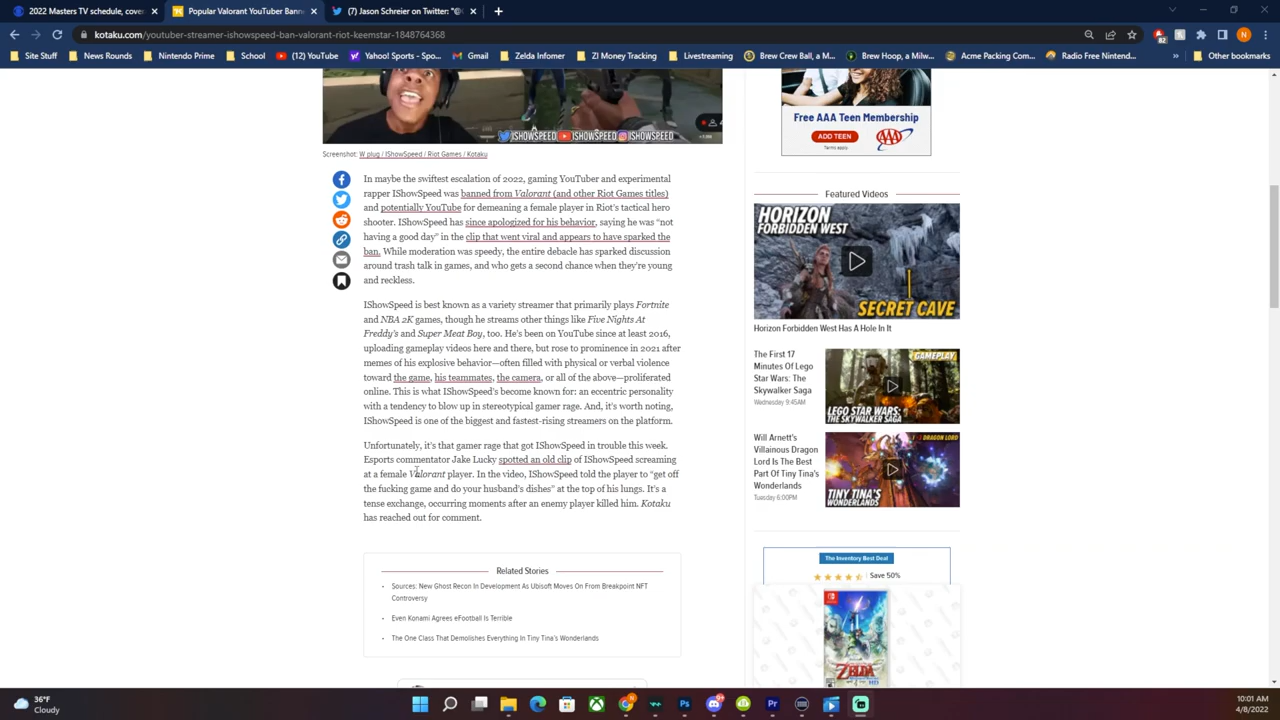 2022 Masters TV schedule, cove
Popular Valorant YouTuber Bann
(7) Twitter
kotaku.com/youtuber-streamer-ishowspeed-ban-valorant-riot-keemstar-1848764368
Site Stuff
Nintendo Prime
School
(12) YouTube
Yahoo! Sports - Spo...
Gmail
Zelda Infomer
ZI Money Tracking
Livestreaming
Brew Crew Ball, a M...
Brew Hoop, a Milw...
Acme Packing Com...
Radio Free Nintend...
Other bookmarks
ISHOWSPEED ISHOWSPEED ISHOWSPEED
Screenshot: W plug / IShowSpeed / Riot Games / Kotaku
In maybe the swiftest escalation of 2022, gaming YouTuber and experimental
rapper IShowSpeed was banned from Valorant (and other Riot Games titles)
and potentially YouTube for demeaning a female player in Riot's tactical hero
shooter. IShowSpeed has since apologized for his behavior, saying he was "not
having a good day" in the clip that went viral and appears to have sparked the
ban. While moderation was speedy, the entire debacle has sparked discussion
around trash talk in games, and who gets a second chance when they're young
and reckless.
IShowSpeed is best known as a variety streamer that primarily plays Fortnite
and NBA 2K games, though he streams other things like Five Nights At
Freddy's and Super Meat Boy, too. He's been on YouTube since at least 2016,
uploading gameplay videos here and there, but rose to prominence in 2021 after
memes of his explosive behavior—often filled with physical or verbal violence
toward the game, his teammates, the camera, or all of the above—proliferated
online. This is what IShowSpeed's become known for: an eccentric personality
with a tendency to blow up in stereotypical gamer rage. And, it's worth noting,
IShowSpeed is one of the biggest and fastest-rising streamers on the platform.
Unfortunately, it's that gamer rage that got IShowSpeed in trouble this week.
Esports commentator Jake Lucky spotted an old clip of IShowSpeed screaming
at a female Valorant player. In the video, IShowSpeed told the player to "get off
the fucking game and do your husband's dishes" at the top of his lungs. It's a
tense exchange, occurring moments after an enemy player killed him. Kotaku
has reached out for comment.
Related Stories
Sources: New Ghost Recon In Development As Ubisoft Moves On From Breakpoint NFT
Controversy
Even Konami Agrees eFootball Is Terrible
The One Class That Demolishes Everything In Tiny Tina's Wonderlands
Free AAA Teen Membership
ADD TEEN
AAA
Terms apply.
Featured Videos
HORIZON
FORBIDDEN WEST
SECRET CAVE
Horizon Forbidden West Has A Hole In It
The First 17
Minutes Of Lego
Star Wars: The
Skywalker Saga
Wednesday 9:45AM
GAMEPLAY
LEGO STAR WARS:
THE SKYWALKER SAGA
Will Arnett's
Villainous Dragon
Lord Is The Best
Part Of Tiny Tina's
Wonderlands
Tuesday 6:00PM
DRAGON LORD
TINY TINA'S
WONDERLANDS
The Inventory Best Deal
Save 50%
ZELDA
36°F
Cloudy
10:01 AM
4/8/2022